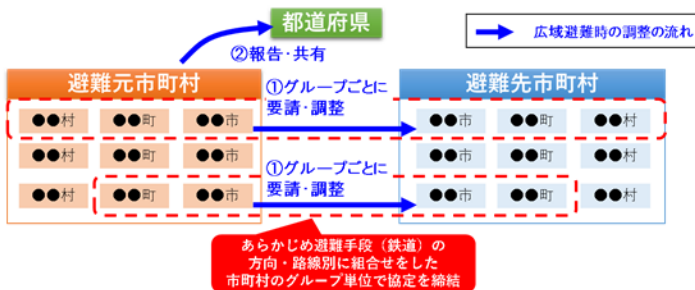 都道府県
②報告・共有
広域避難時の調整の流れ
避難元市町村
避難先市町村
①グループごとに
要請・調整
●●村 ●●町 ●●市
●●市 ●●町 ●●村
●●村 ●●町 ●●市
●●市 ●●町 ●●村
①グループごとに
要請・調整
●●村 ●●町 ●●市
●●市 ●●町 ●●村
あらかじめ避難手段（鉄道）の
方向・路線別に組合せをした
市町村のグループ単位で協定を締結